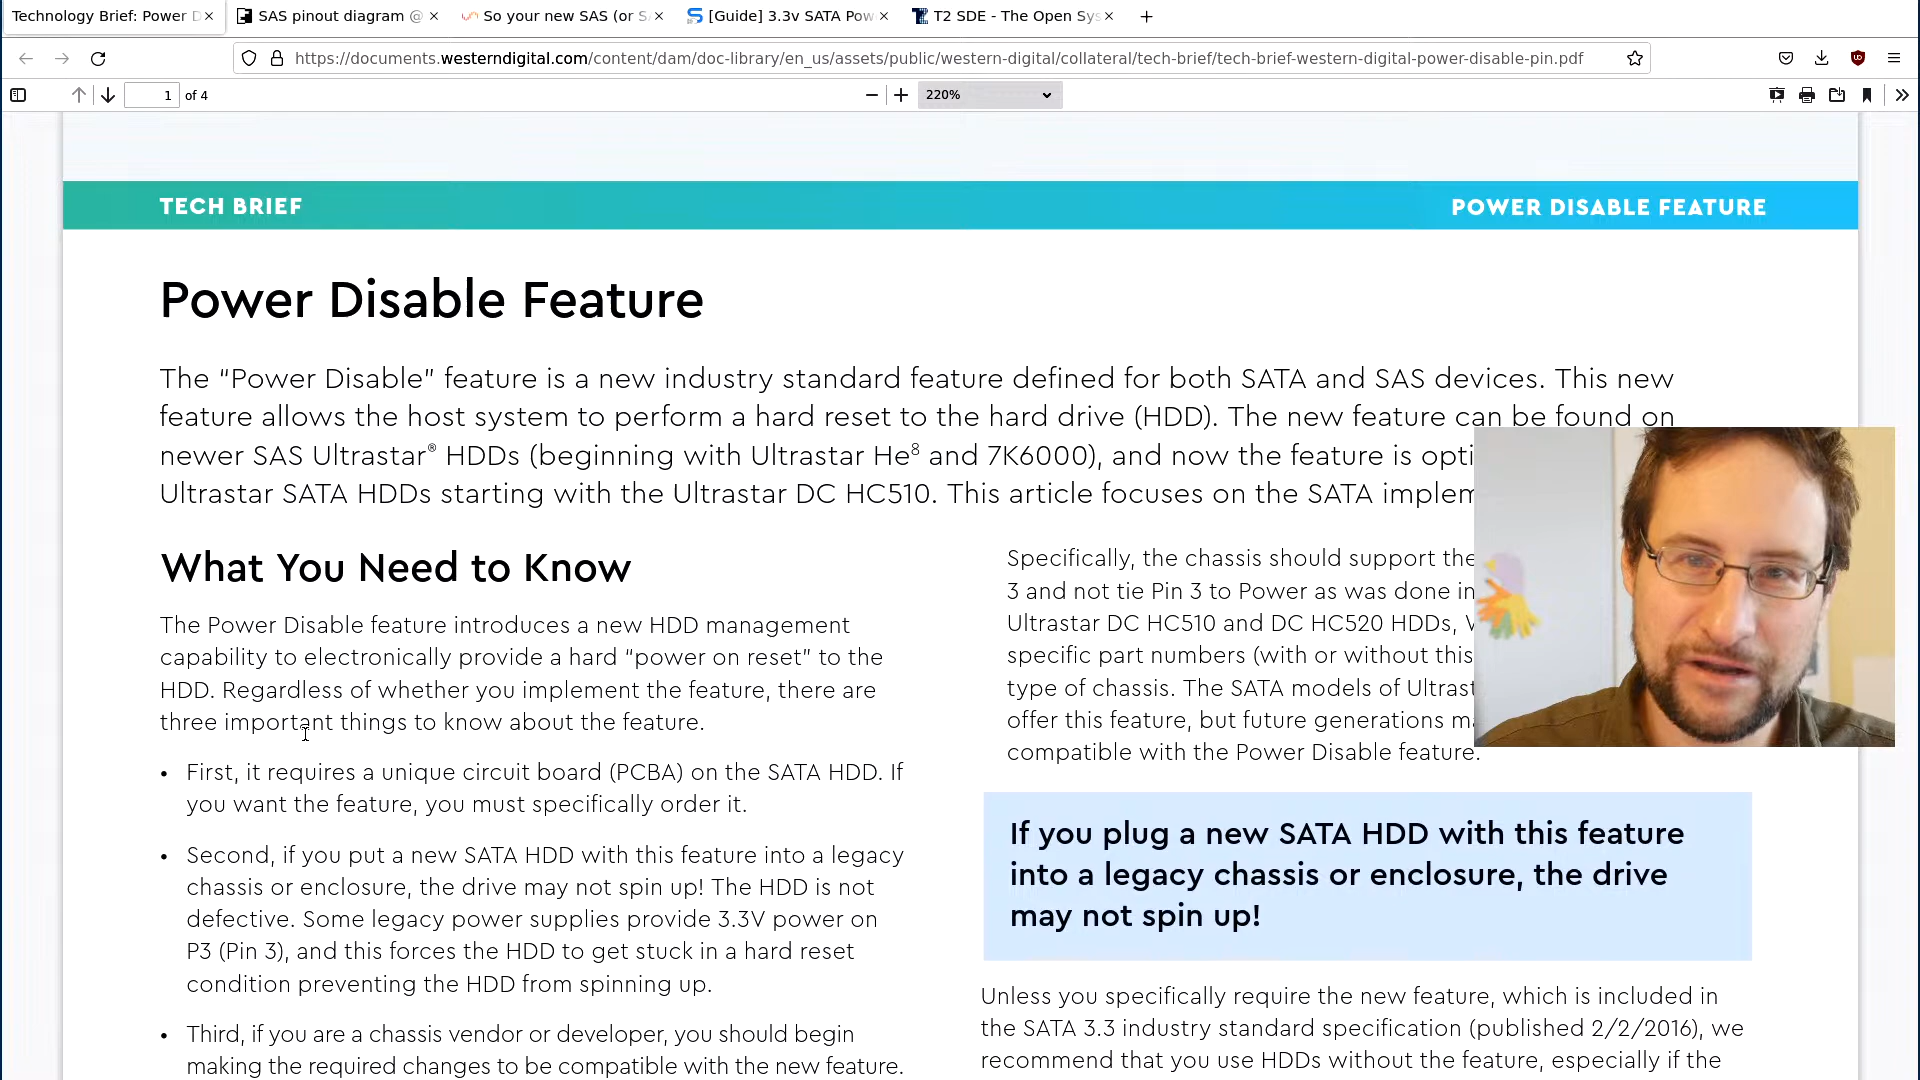 Technology Brief: Power D
SAS pinout diagram @
So your new SAS (or S
[Guide] 3.3v SATA Pow
T2 SDE - The Open Sys
https://documents.westerndigital.com/content/dam/doc-library/en_us/assets/public/western-digital/collateral/tech-brief/tech-brief-western-digital-power-disable-pin.pdf
1 of 4
220%
TECH BRIEF
POWER DISABLE FEATURE
Power Disable Feature
The “Power Disable” feature is a new industry standard feature defined for both SATA and SAS devices. This new
feature allows the host system to perform a hard reset to the hard drive (HDD). The new feature can be found on
newer SAS Ultrastar® HDDs (beginning with Ultrastar He⁸ and 7K6000), and now the feature is opti
Ultrastar SATA HDDs starting with the Ultrastar DC HC510. This article focuses on the SATA implem
What You Need to Know
The Power Disable feature introduces a new HDD management
capability to electronically provide a hard “power on reset” to the
HDD. Regardless of whether you implement the feature, there are
three important things to know about the feature.
• First, it requires a unique circuit board (PCBA) on the SATA HDD. If
you want the feature, you must specifically order it.
• Second, if you put a new SATA HDD with this feature into a legacy
chassis or enclosure, the drive may not spin up! The HDD is not
defective. Some legacy power supplies provide 3.3V power on
P3 (Pin 3), and this forces the HDD to get stuck in a hard reset
condition preventing the HDD from spinning up.
• Third, if you are a chassis vendor or developer, you should begin
making the required changes to be compatible with the new feature.
Specifically, the chassis should support the
3 and not tie Pin 3 to Power as was done in
Ultrastar DC HC510 and DC HC520 HDDs,
specific part numbers (with or without this
type of chassis. The SATA models of Ultrast
offer this feature, but future generations m
compatible with the Power Disable feature.
If you plug a new SATA HDD with this feature
into a legacy chassis or enclosure, the drive
may not spin up!
Unless you specifically require the new feature, which is included in
the SATA 3.3 industry standard specification (published 2/2/2016), we
recommend that you use HDDs without the feature, especially if the